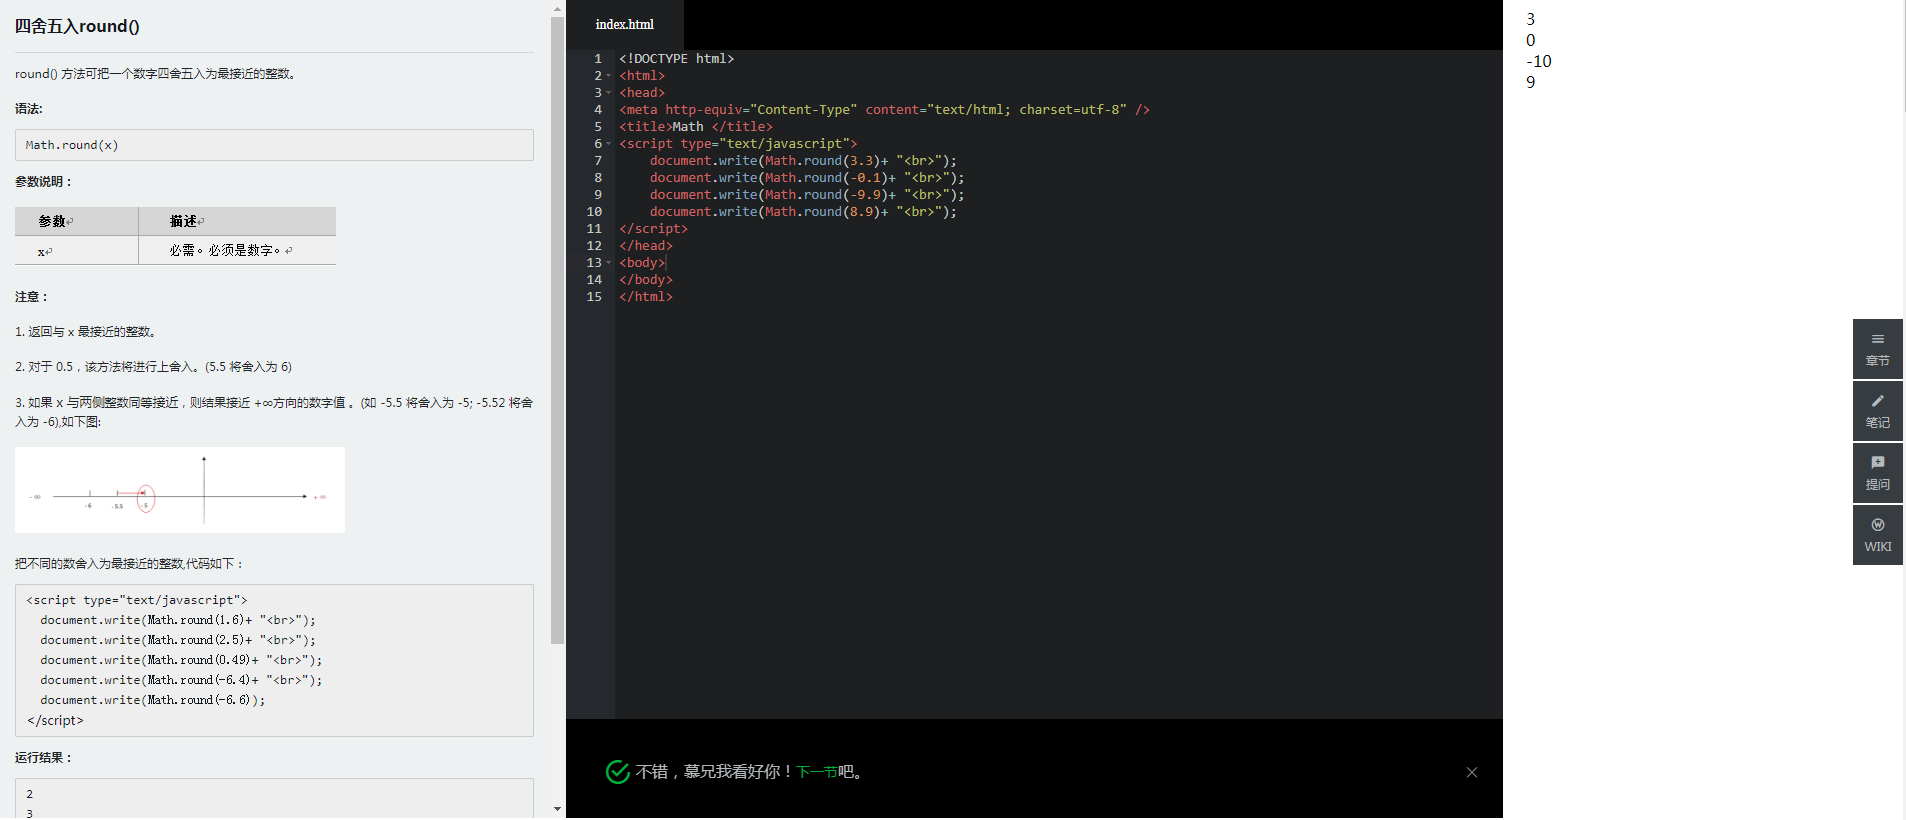 四舍五入round()
round() 方法可把一个数字四舍五入为最接近的整数。
语法:
Math.round(x)
参数说明：
参数↵ 描述↵
x↵ 必需。必须是数字。↵
注意：
1. 返回与 x 最接近的整数。
2. 对于 0.5，该方法将进行上舍入。(5.5 将舍入为 6)
3. 如果 x 与两侧整数同等接近，则结果接近 +∞方向的数字值 。(如 -5.5 将舍入为 -5; -5.52 将舍
入为 -6),如下图:
- ∞ -6 -5.5 -5 + ∞
把不同的数舍入为最接近的整数,代码如下：
<script type="text/javascript">
document.write(Math.round(1.6)+ "<br>");
document.write(Math.round(2.5)+ "<br>");
document.write(Math.round(0.49)+ "<br>");
document.write(Math.round(-6.4)+ "<br>");
document.write(Math.round(-6.6));
</script>
运行结果：
2
3
index.html
1 <!DOCTYPE html>
2 <html>
3 <head>
4 <meta http-equiv="Content-Type" content="text/html; charset=utf-8" />
5 <title>Math </title>
6 <script type="text/javascript">
7 document.write(Math.round(3.3)+ "<br>");
8 document.write(Math.round(-0.1)+ "<br>");
9 document.write(Math.round(-9.9)+ "<br>");
10 document.write(Math.round(8.9)+ "<br>");
11 </script>
12 </head>
13 <body>
14 </body>
15 </html>
不错，慕兄我看好你！下一节吧。
3
0
-10
9
章节
笔记
提问
WIKI